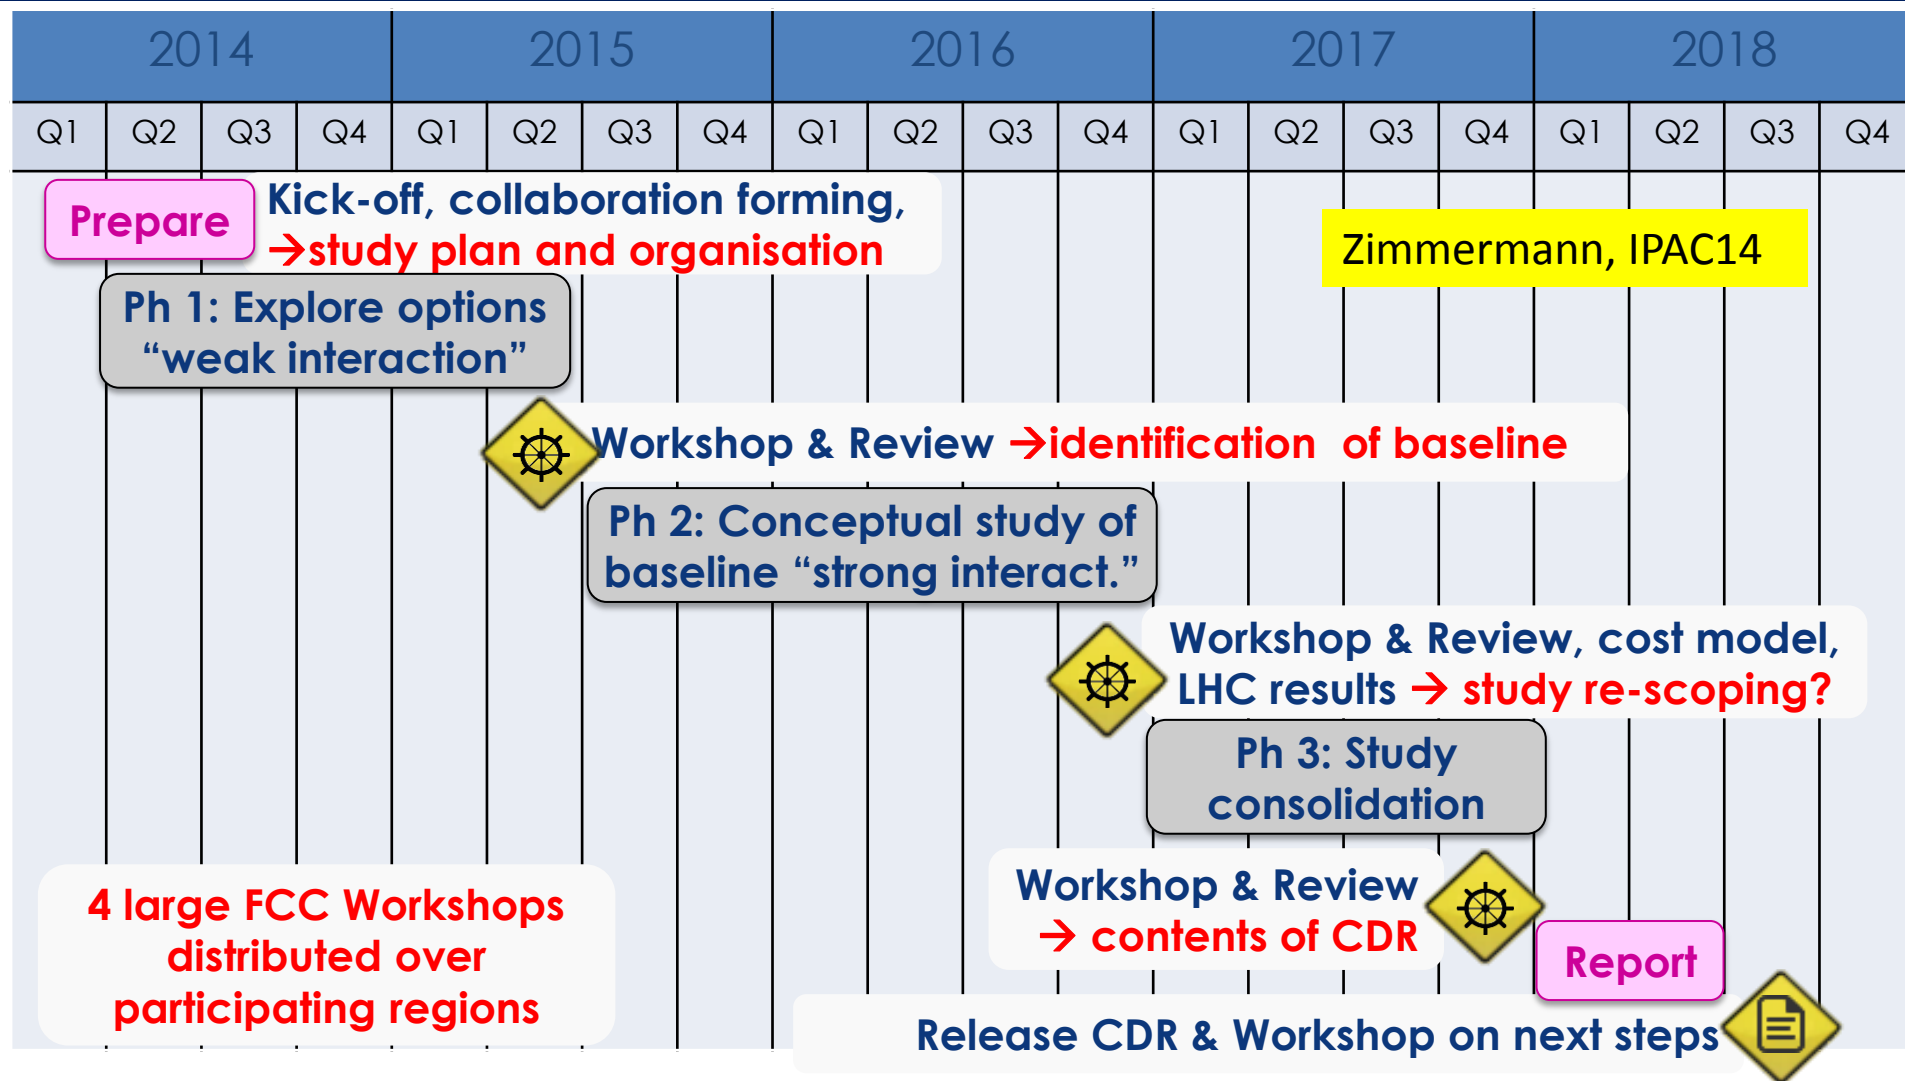 2014 2015 2016 2017 2018
Q1 Q2 Q3 Q4 Q1 Q2 Q3 Q4 Q1 Q2 Q3 Q4 Q1 Q2 Q3 Q4 Q1 Q2 Q3 Q4
Prepare
Kick-off, collaboration forming,
→study plan and organisation
Zimmermann, IPAC14
Ph 1: Explore options
“weak interaction”
Workshop & Review →identification of baseline
Ph 2: Conceptual study of
baseline “strong interact.”
Workshop & Review, cost model,
LHC results → study re-scoping?
Ph 3: Study
consolidation
Workshop & Review
→ contents of CDR
4 large FCC Workshops
distributed over
participating regions
Report
Release CDR & Workshop on next steps